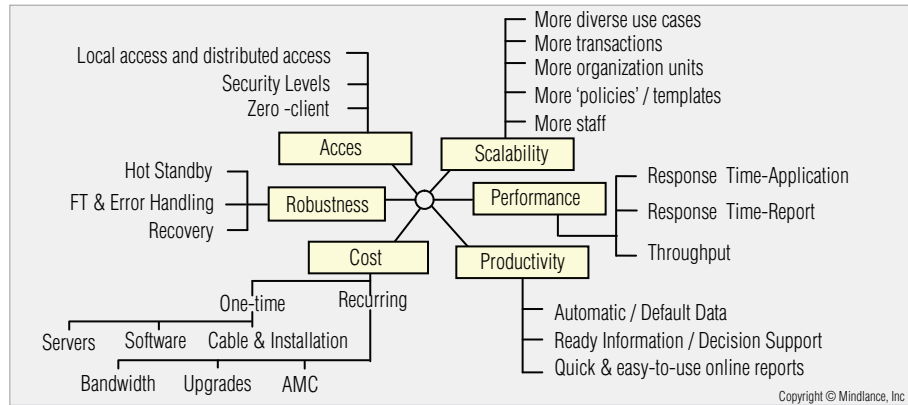 More diverse use cases
More transactions
More organization units
More 'policies' / templates
More staff
Local access and distributed access
Security Levels
Zero -client
Acces
Scalability
Hot Standby
FT & Error Handling
Recovery
Robustness
Performance
Response Time-Application
Response Time-Report
Throughput
Cost
Productivity
One-time
Recurring
Servers
Software
Cable & Installation
Bandwidth
Upgrades
AMC
Automatic / Default Data
Ready Information / Decision Support
Quick & easy-to-use online reports
Copyright © Mindlance, Inc